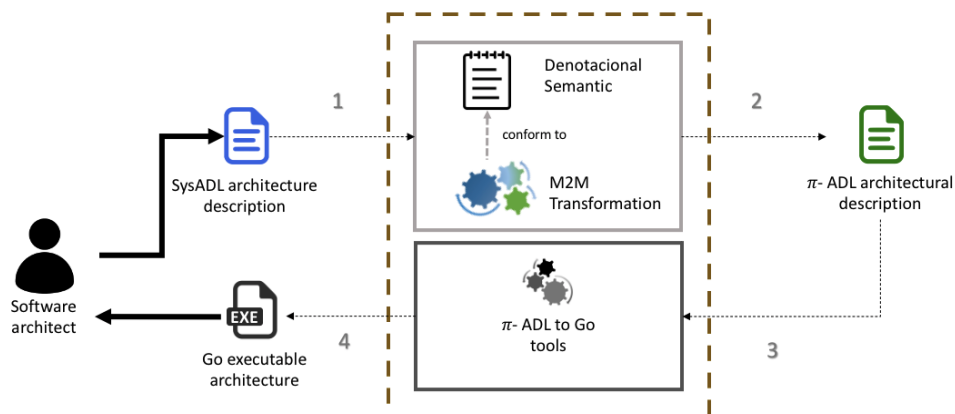 1
Denotacional
Semantic
2
conform to
SysADL architecture
description
M2M
Transformation
π- ADL architectural
description
Software
architect
EXE
Go executable
architecture
4
π- ADL to Go
tools
3